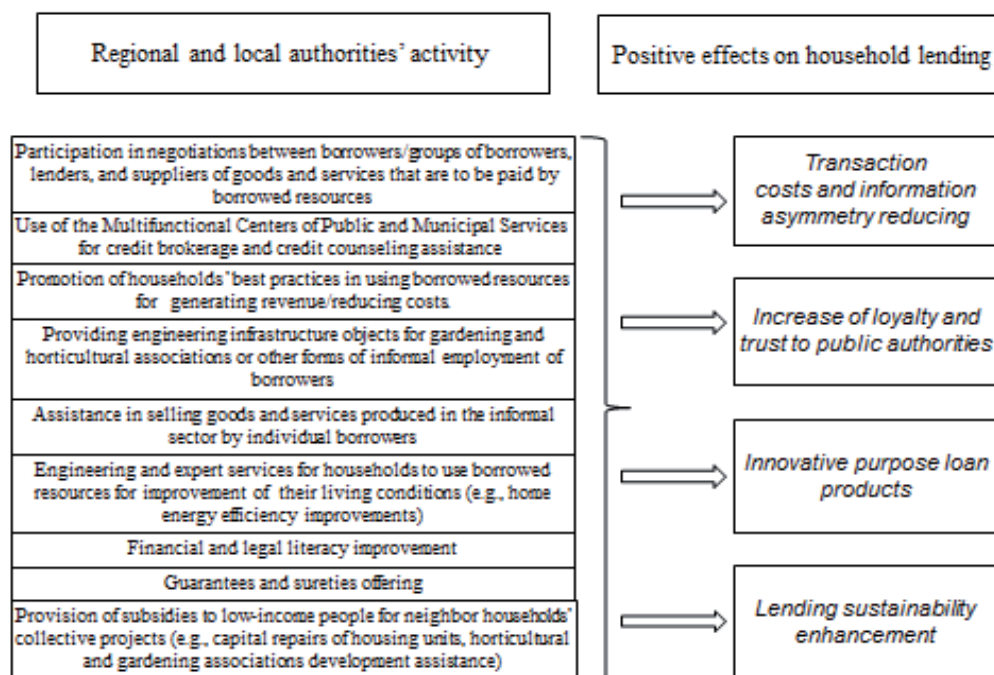 Regional and local authorities’ activity
Positive effects on household lending
Participation in negotiations between borrowers/groups of borrowers,
lenders, and suppliers of goods and services that are to be paid by
borrowed resources
Use of the Multifunctional Centers of Public and Municipal Services
for credit brokerage and credit counseling assistance
Promotion of households’ best practices in using borrowed resources
for generating revenue/reducing costs.
Providing engineering infrastructure objects for gardening and
horticultural associations or other forms of informal employment of
borrowers
Assistance in selling goods and services produced in the informal
sector by individual borrowers
Engineering and expert services for households to use borrowed
resources for improvement of their living conditions (e.g., home
energy efficiency improvements)
Financial and legal literacy improvement
Guarantees and sureties offering
Provision of subsidies to low-income people for neighbor households’
collective projects (e.g., capital repairs of housing units, horticultural
and gardening associations development assistance)
Transaction
costs and information
asymmetry reducing
Increase of loyalty and
trust to public authorities
Innovative purpose loan
products
Lending sustainability
enhancement